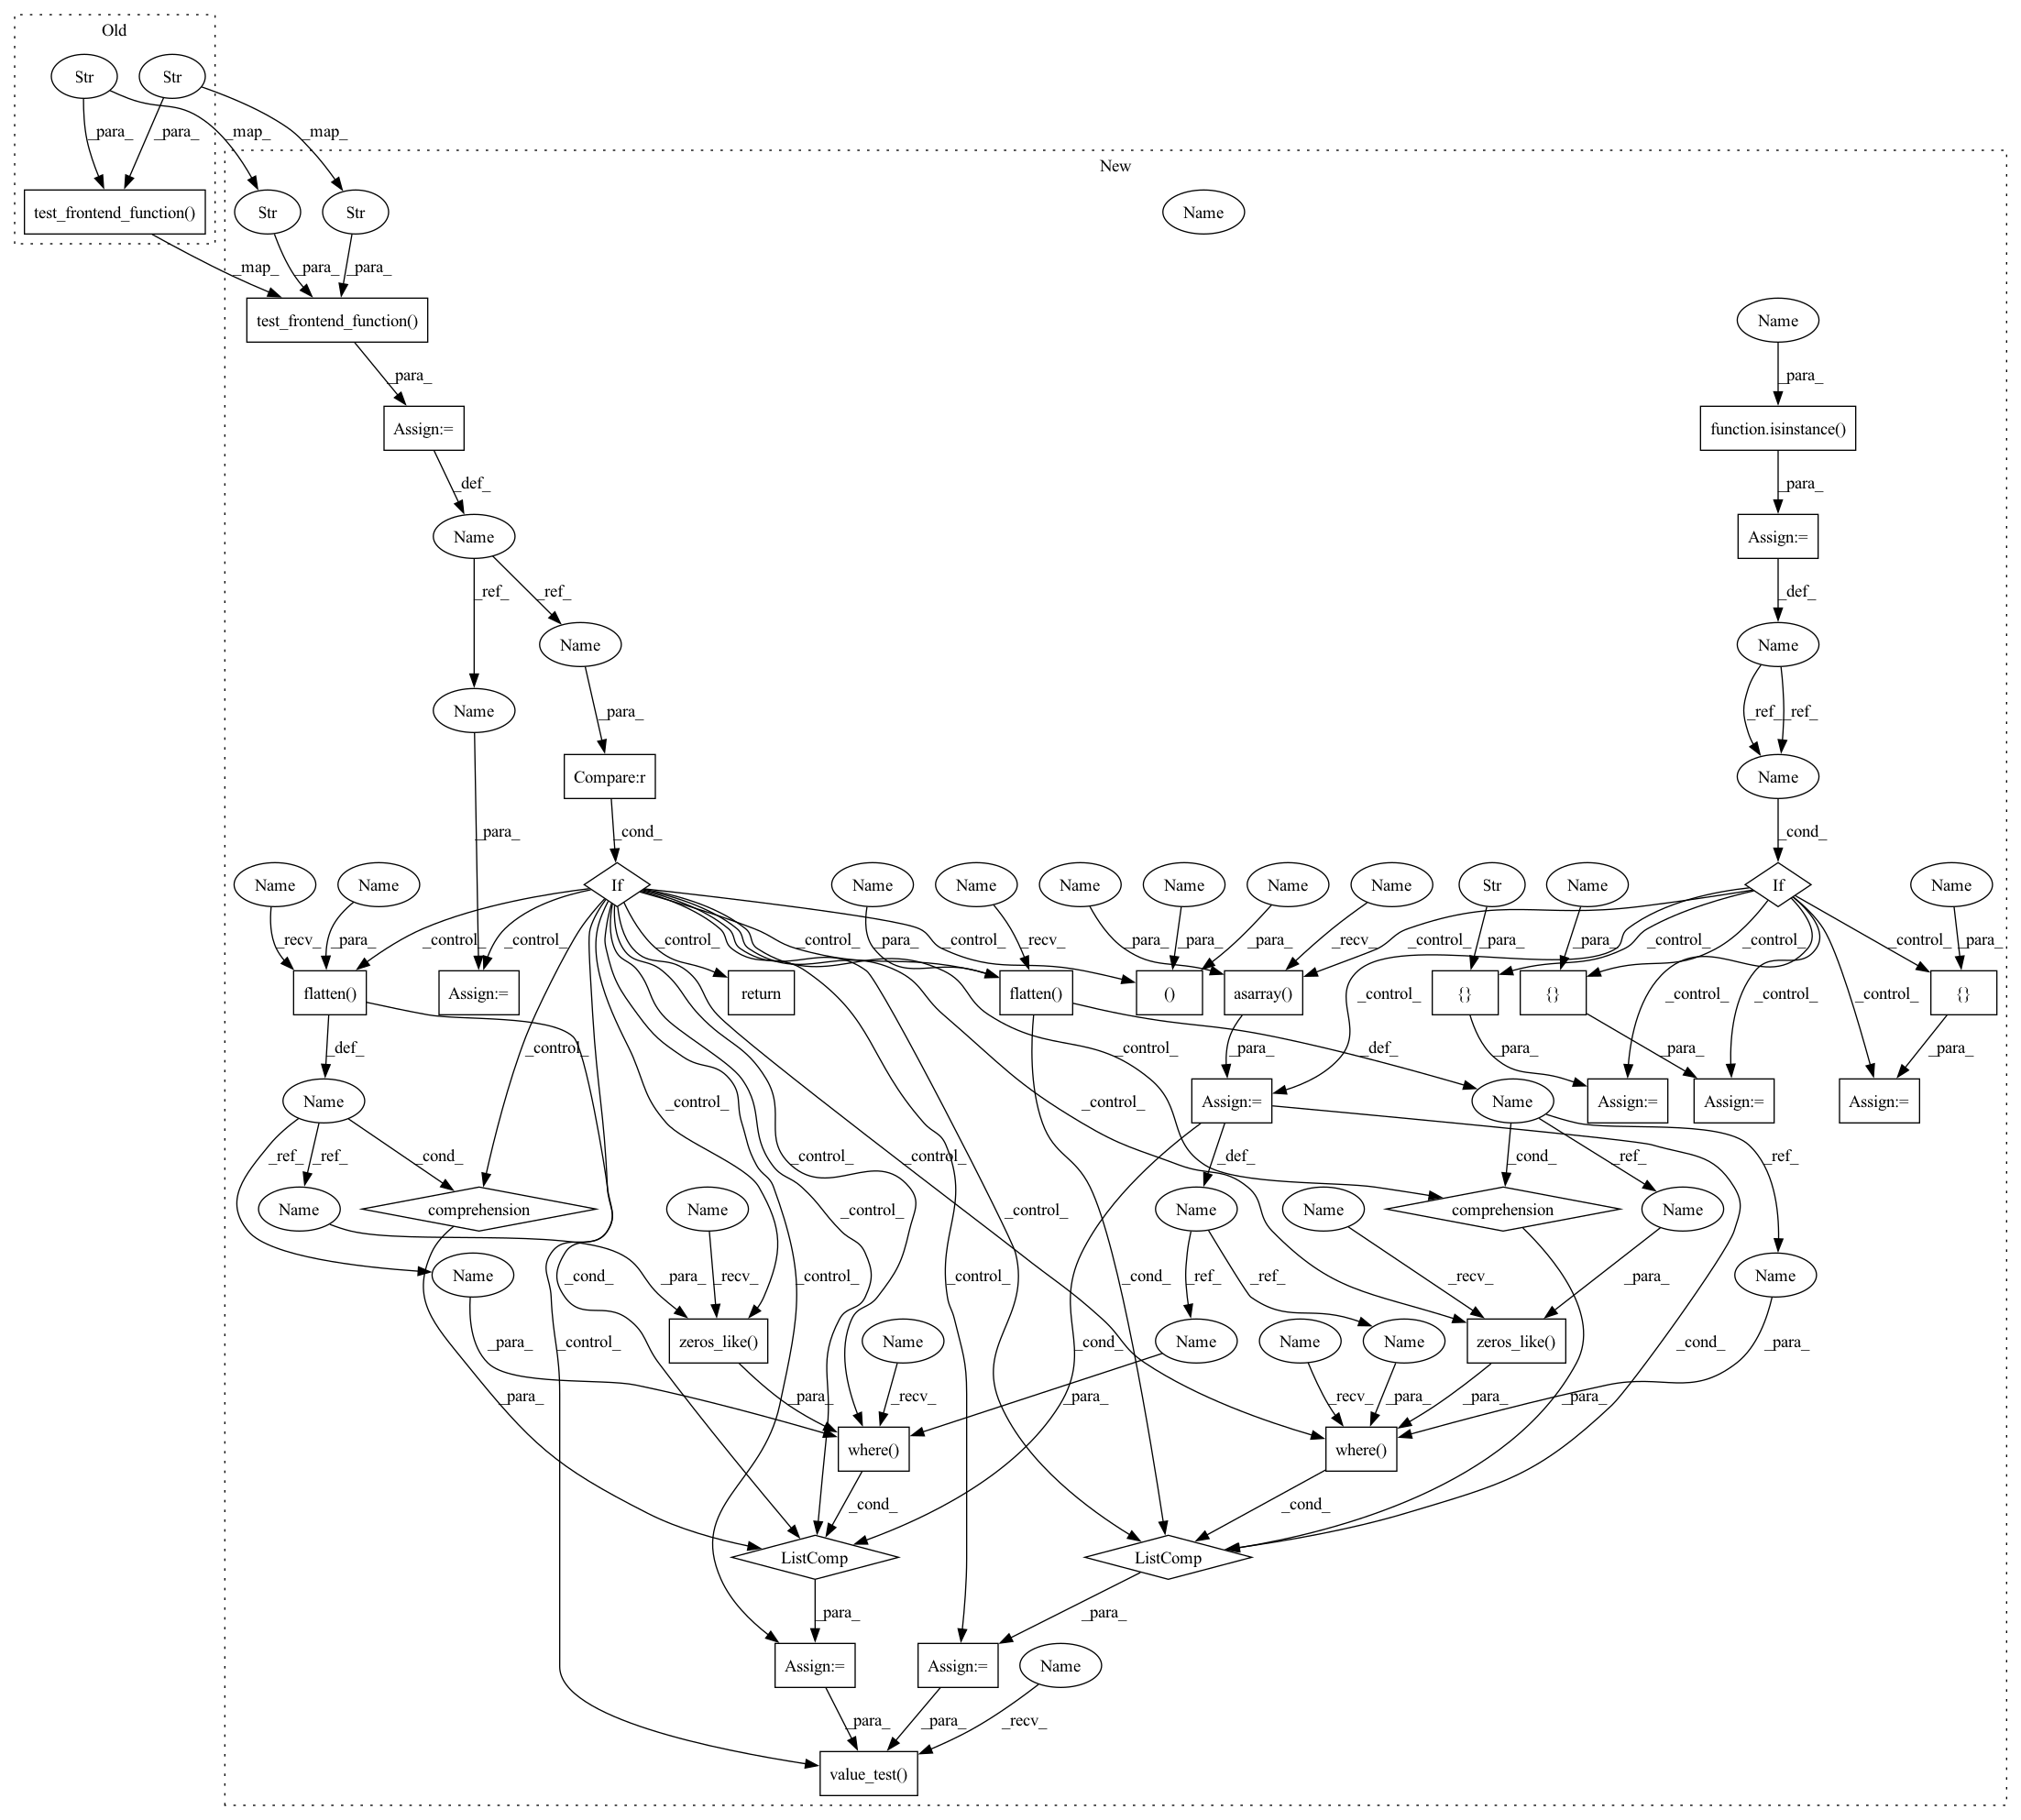 Old
Str Str
_para_ _para_ _map_ _map_
New
test_frontend_function() Str Str Name
_map_ _para_ _para_
test_frontend_function() Name
_para_ _para_
Assign:= function.isinstance()
_def_ _para_
Name Assign:=
_ref_ _ref_ _def_
Name Name
Name _para_ _ref_ _ref_
Compare:r Name
_para_ _cond_ _cond_
Name Name If Name Name Name Name Name Name Str Name If Name
_recv_ _para_ _control_ _control_ _control_ _control_ _para_ _recv_ _control_ _para_ _para_ _para_ _recv_ _control_ _para_ _para_ _control_ _control_ _control_ _para_
flatten() Assign:= return flatten() () asarray() {} {} {}
_def_ _control_ _control_ _para_ _def_ _control_ _para_ _control_ _para_ _control_ _control_ _para_
Name _control_ _control_ Assign:= Name Assign:= Assign:= Assign:=
_ref_ _ref_ _cond_ _control_ _control_ _def_ _cond_ _ref_ _ref_
Name comprehension Name Name Name comprehension Name
_control_
Name Name
_cond_ _para_ _recv_ _control_ _control_ _control_ _cond_ _ref_ _ref_ _recv_ _para_
zeros_like() Name Name Name Name zeros_like()
_control_ _para_ _cond_ _cond_ _para_
_para_ _para_ _para_ _recv_ _para_ _recv_ _para_ _para_ _para_
where() where()
_cond_ _cond_
ListComp ListComp
_para_ _para_
Assign:= Assign:= Name
_para_ _para_ _recv_
value_test()